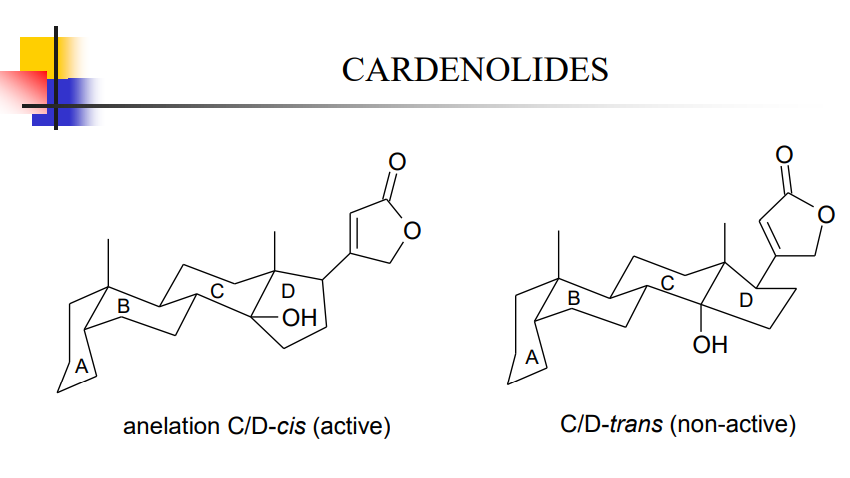 CARDENOLIDES
O
O
A
B
C
D
OH
anelation C/D-cis (active)
O
O
A
B
C
D
OH
C/D-trans (non-active)